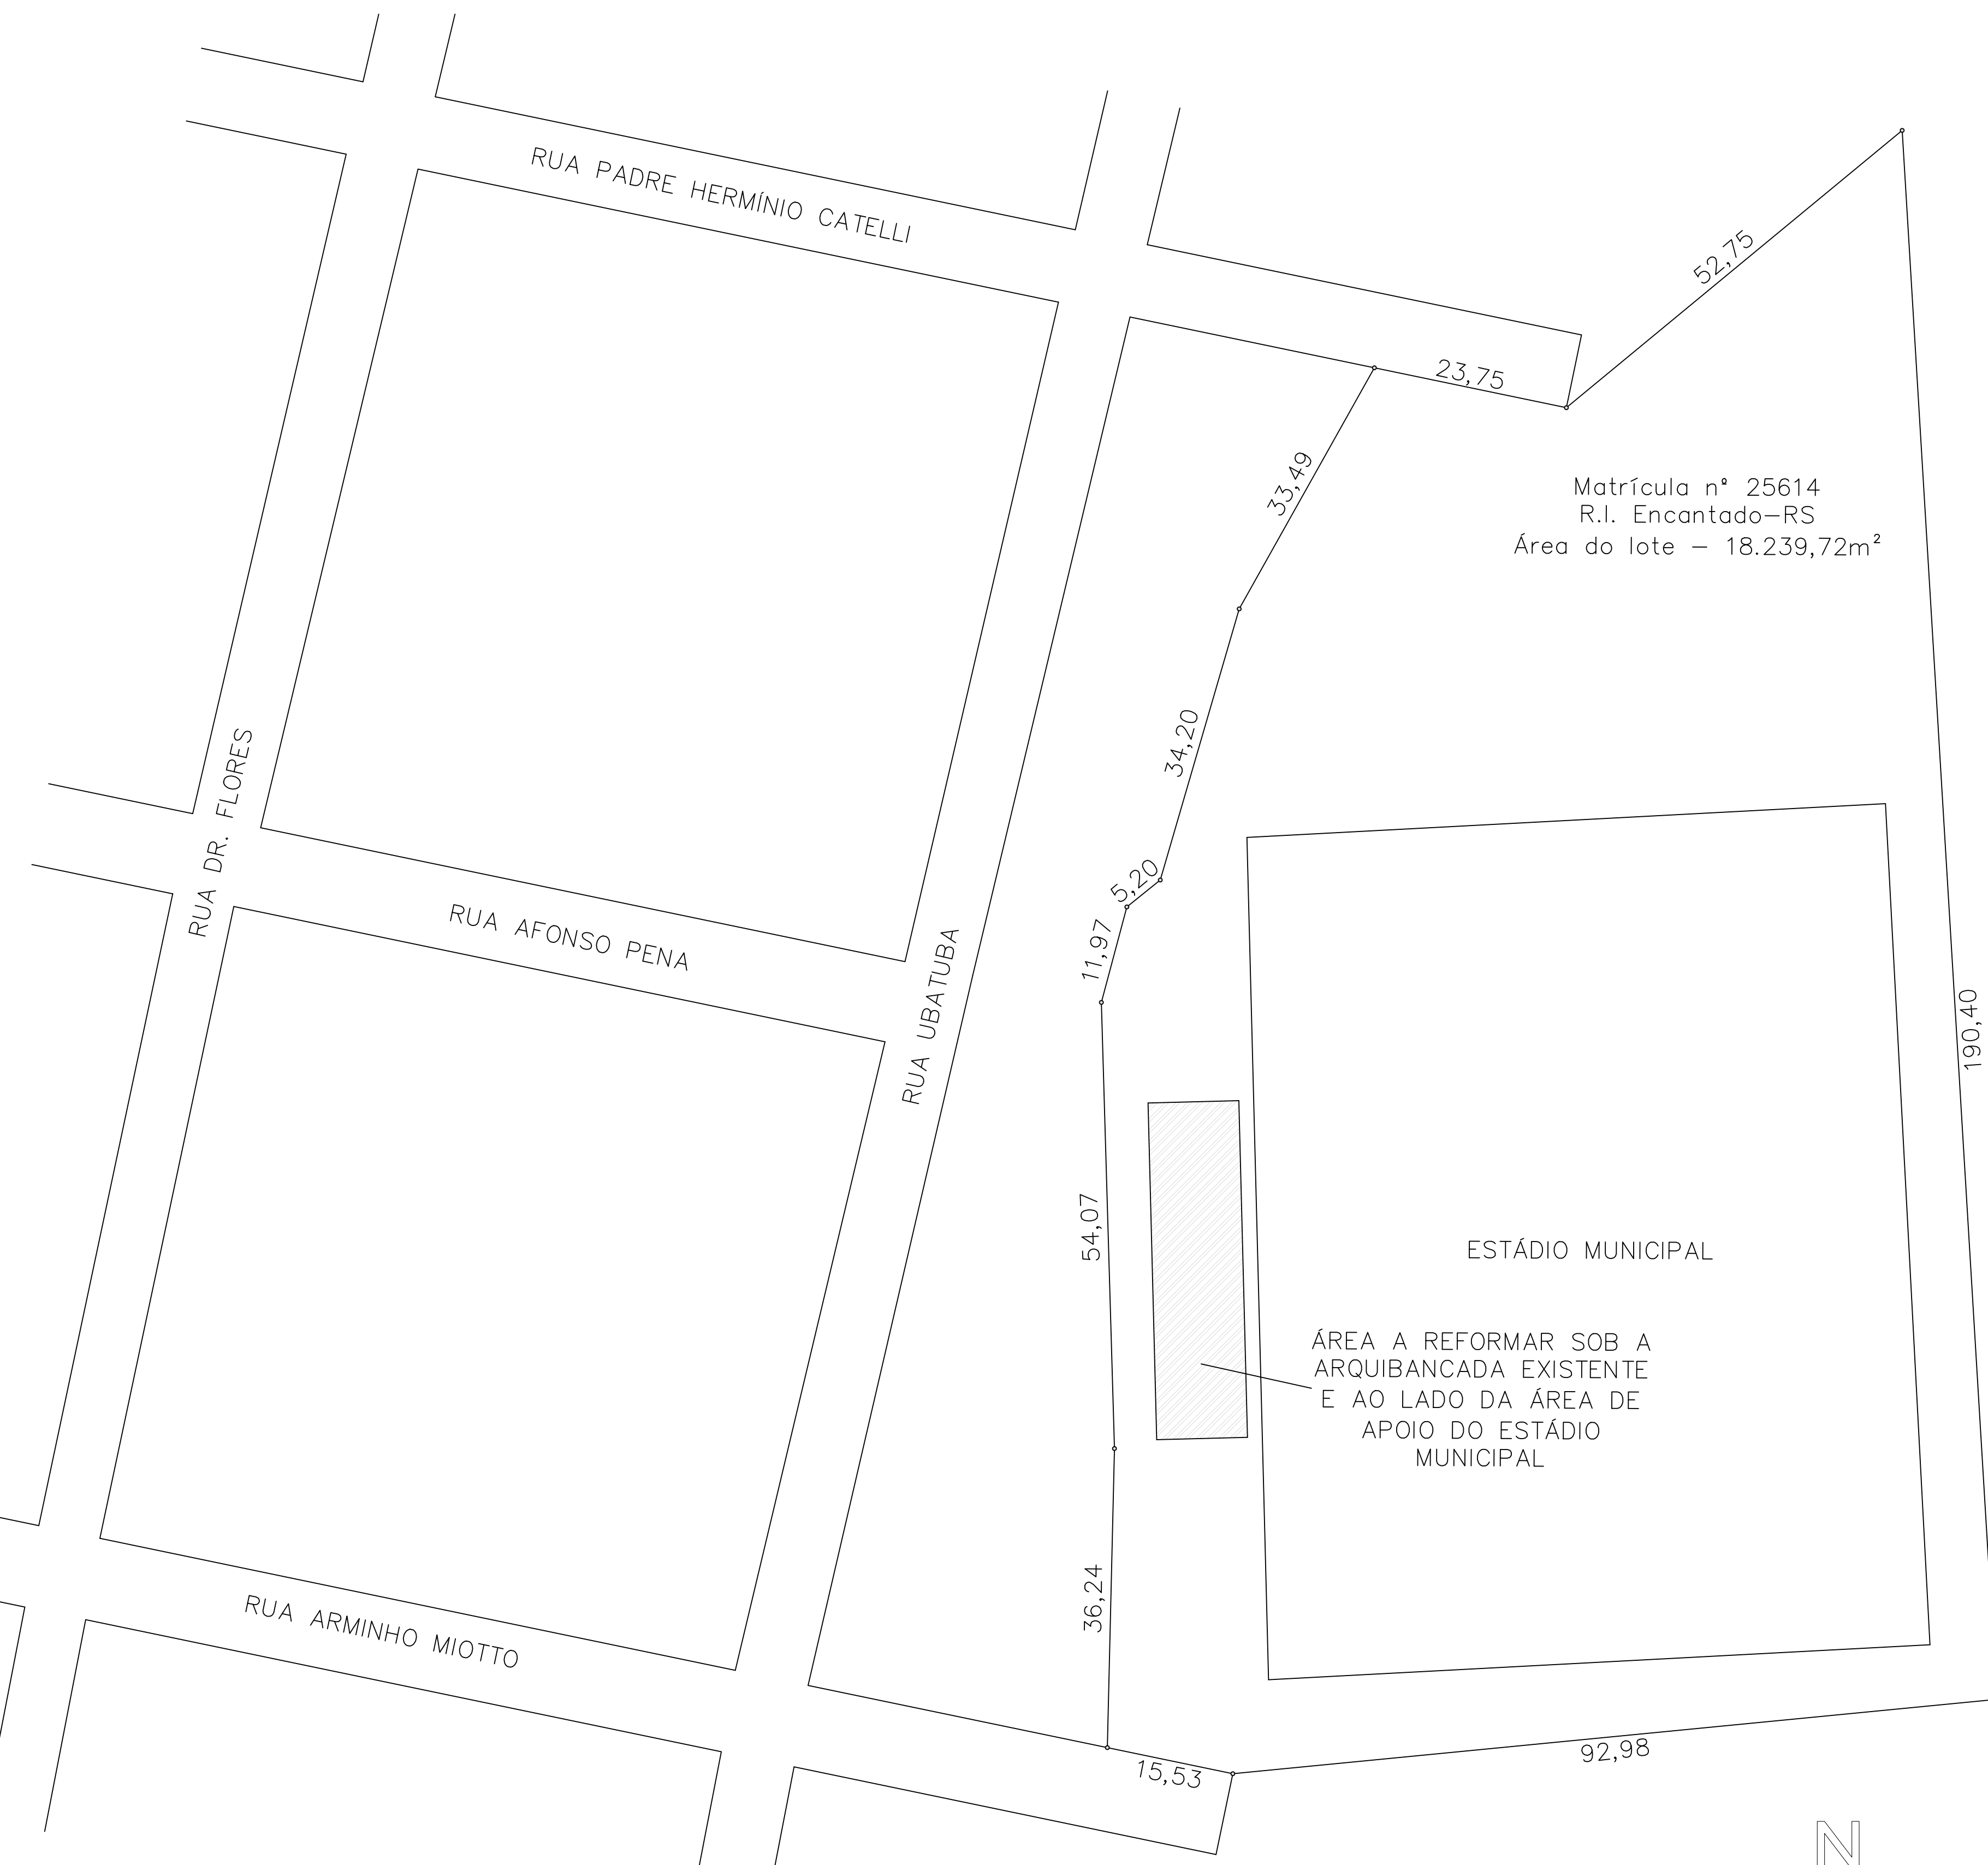 RUA PADRE HERMÍNIO CATELLI
52,75
23,75
33,49
Matrícula nº 25614
R.I. Encantado-RS
Área do lote - 18.239,72m²
34,20
RUA DR. FLORES
5,20
11,97
RUA AFONSO PENA
RUA UBATUBA
190,40
54,07
ESTÁDIO MUNICIPAL
ÁREA A REFORMAR SOB A
ARQUIBANCADA EXISTENTE
E AO LADO DA ÁREA DE
APOIO DO ESTÁDIO
MUNICIPAL
36,24
RUA ARMINHO MIOTTO
15,53
92,98
N